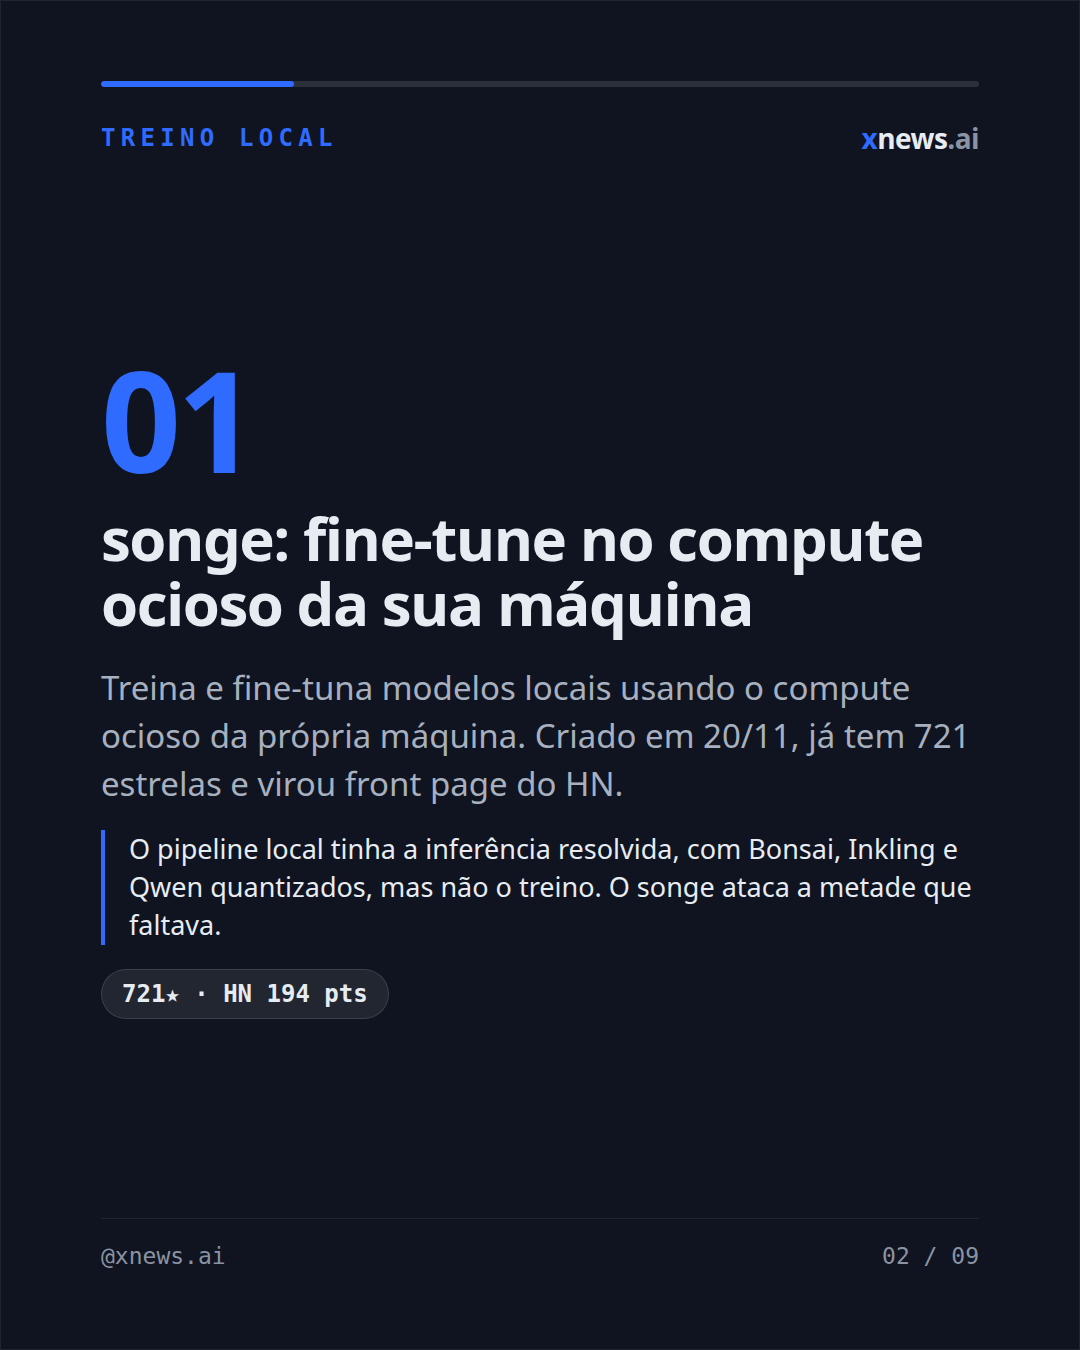 TREINO LOCAL
xnews.ai
01
songe: fine-tune no compute
ocioso da sua máquina
Treina e fine-tuna modelos locais usando o compute
ocioso da própria máquina. Criado em 20/11, já tem 721
estrelas e virou front page do HN.
O pipeline local tinha a inferência resolvida, com Bonsai, Inkling e
Qwen quantizados, mas não o treino. O songe ataca a metade que
faltava.
721★ · HN 194 pts
@xnews.ai
02 / 09